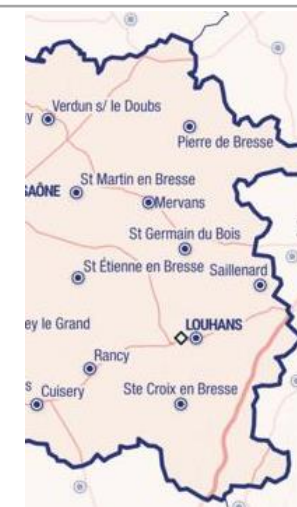 Verdun s/ le Doubs
Pierre de Bresse
St Martin en Bresse
SAÔNE
Mervans
St Germain du Bois
St Étienne en Bresse
Saillenard
ey le Grand
LOUHANS
Rancy
Cuisery
Ste Croix en Bresse